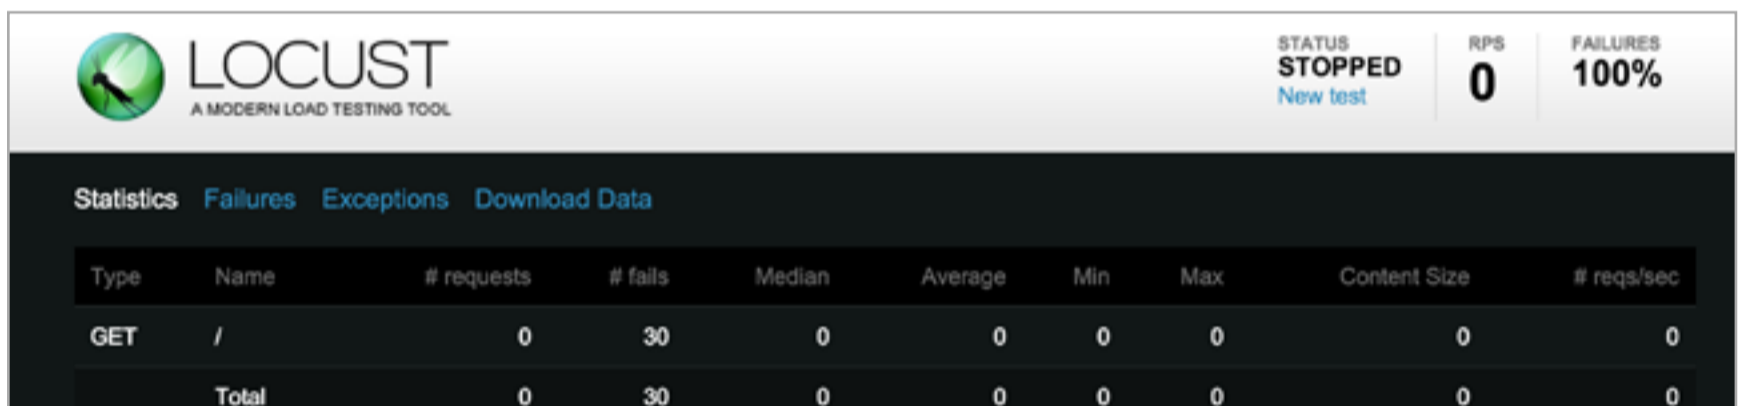 LOCUST
A MODERN LOAD TESTING TOOL
STATUS
STOPPED
New test
RPS
0
FAILURES
100%
Statistics Failures Exceptions Download Data
Type Name # requests # fails Median Average Min Max Content Size # reqs/sec
GET / 0 30 0 0 0 0 0 0
Total 0 30 0 0 0 0 0 0